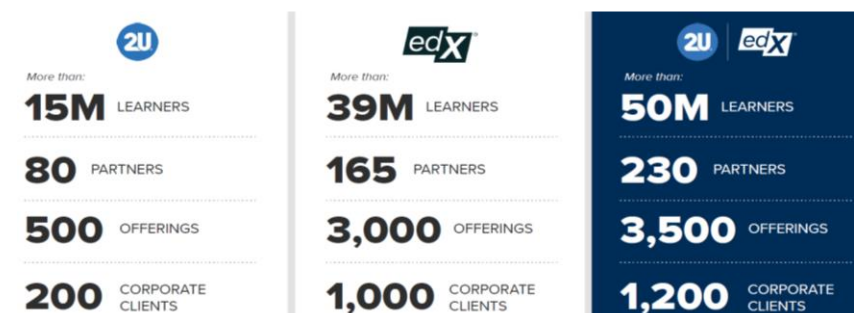 2U
More than:
15M LEARNERS
80 PARTNERS
500 OFFERINGS
200 CORPORATE
CLIENTS
edX
More than:
39M LEARNERS
165 PARTNERS
3,000 OFFERINGS
1,000 CORPORATE
CLIENTS
2U edX
More than:
50M LEARNERS
230 PARTNERS
3,500 OFFERINGS
1,200 CORPORATE
CLIENTS